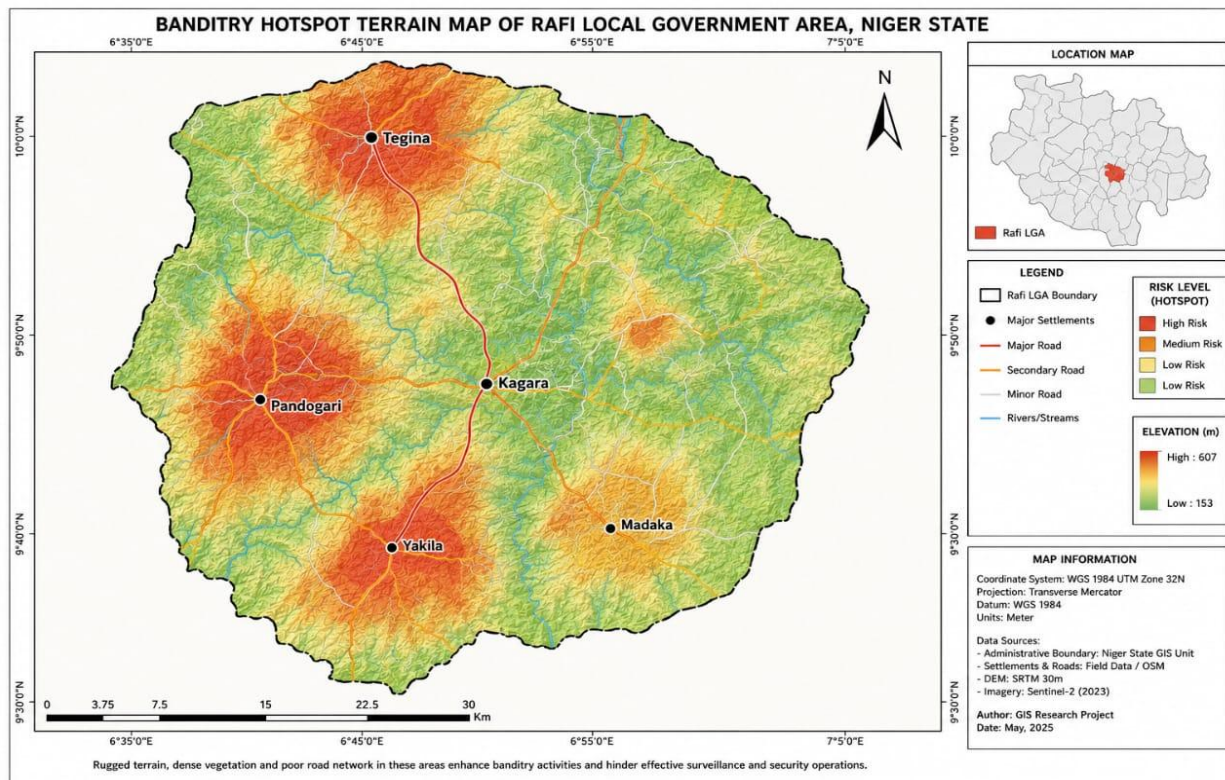 BANDITRY HOTSPOT TERRAIN MAP OF RAFI LOCAL GOVERNMENT AREA, NIGER STATE
6°35'0"E 6°45'0"E 6°55'0"E 7°5'0"E
10°0'0"N
9°50'0"N
9°40'0"N
9°30'0"N
N
Tegina
Kagara
Pandogari
Yakila
Madaka
10°0'0"N
9°50'0"N
9°30'0"N
9°30'0"N
0 3.75 7.5 15 22.5 30
Km
6°35'0"E 6°45'0"E 6°55'0"E 7°5'0"E
LOCATION MAP
Rafi LGA
LEGEND
Rafi LGA Boundary
Major Settlements
Major Road
Secondary Road
Minor Road
Rivers/Streams
RISK LEVEL
(HOTSPOT)
High Risk
Medium Risk
Low Risk
Low Risk
ELEVATION (m)
High : 607
Low : 153
MAP INFORMATION
Coordinate System: WGS 1984 UTM Zone 32N
Projection: Transverse Mercator
Datum: WGS 1984
Units: Meter
Data Sources:
- Administrative Boundary: Niger State GIS Unit
- Settlements & Roads: Field Data / OSM
- DEM: SRTM 30m
- Imagery: Sentinel-2 (2023)
Author: GIS Research Project
Date: May, 2025
Rugged terrain, dense vegetation and poor road network in these areas enhance banditry activities and hinder effective surveillance and security operations.